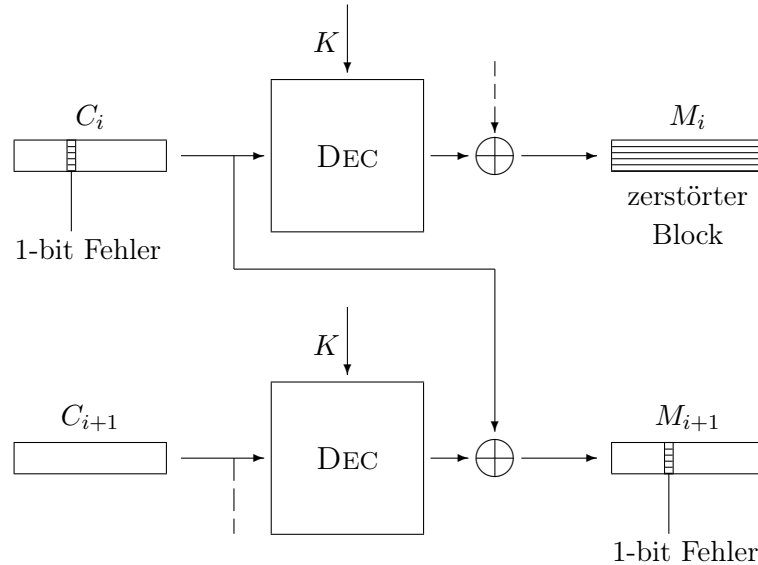 K
C_i
DEC
M_i
zerstörter
Block
1-bit Fehler
K
C_{i+1}
DEC
M_{i+1}
1-bit Fehler